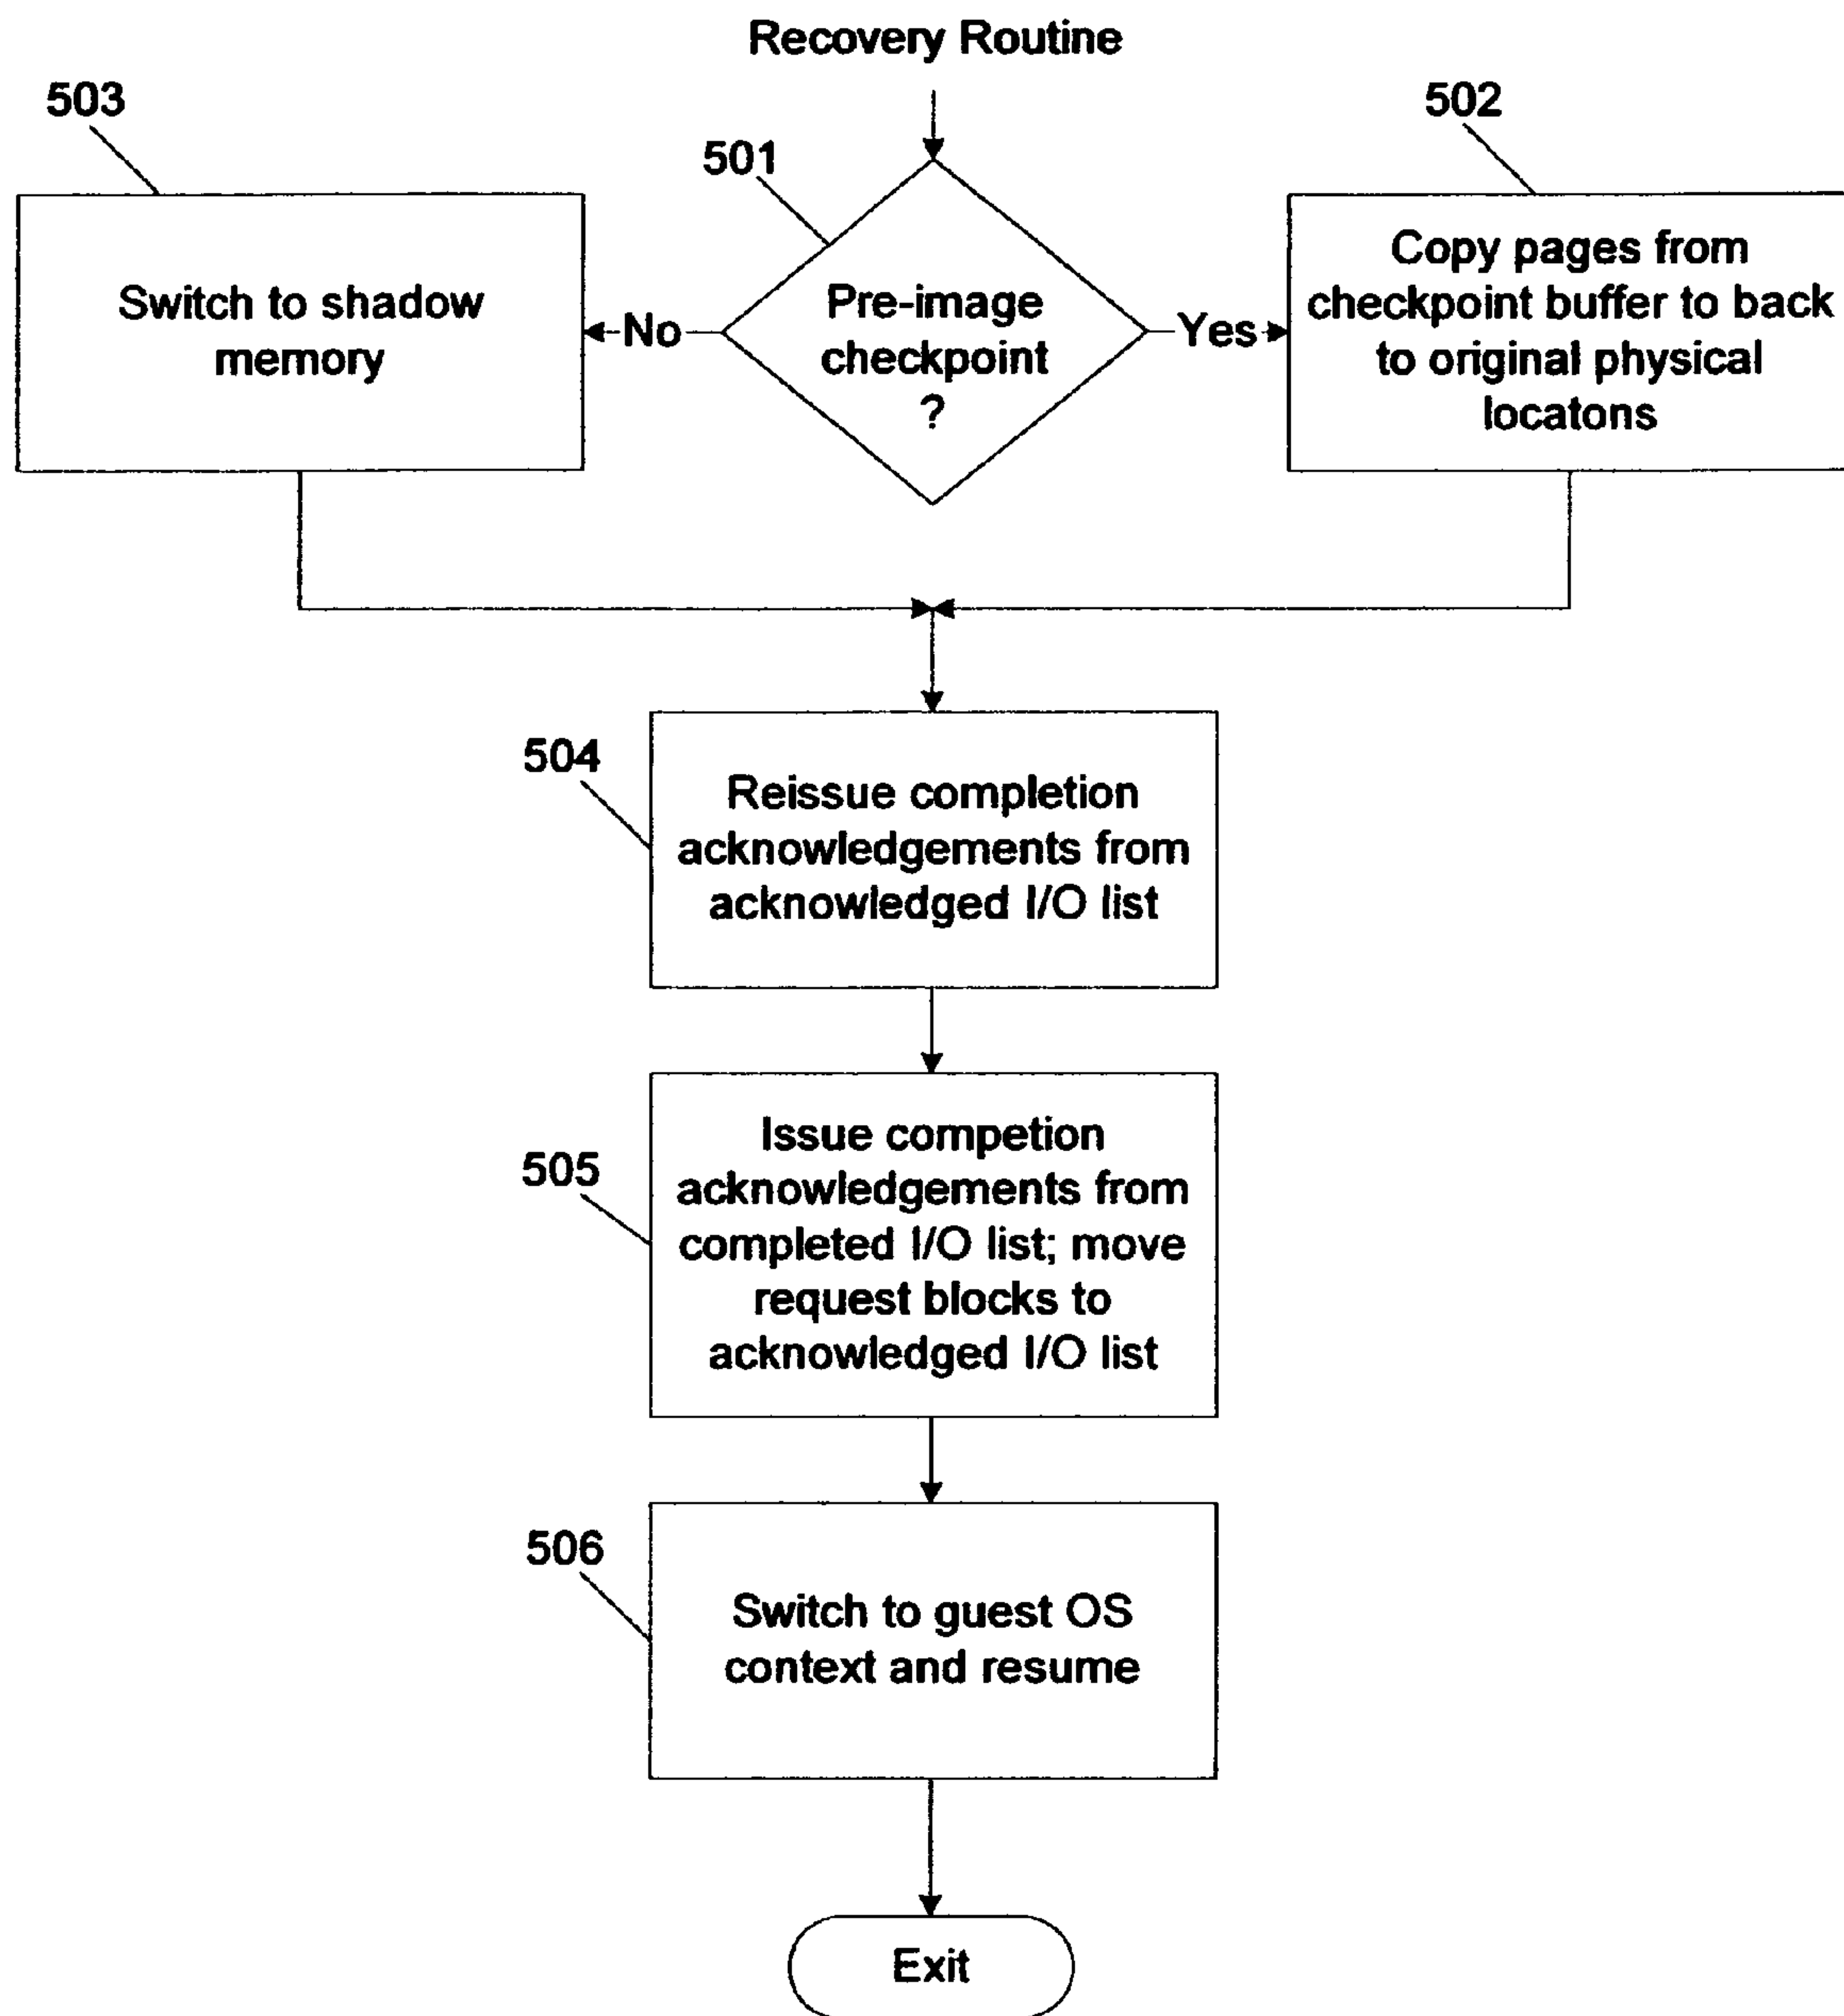 Recovery Routine
503
502
501
Switch to shadow
memory
No
Pre-image
checkpoint
?
Yes
Copy pages from
checkpoint buffer to back
to original physical
locatons
504
Reissue completion
acknowledgements from
acknowledged I/O list
505
Issue competion
acknowledgements from
completed I/O list; move
request blocks to
acknowledged I/O list
506
Switch to guest OS
context and resume
Exit